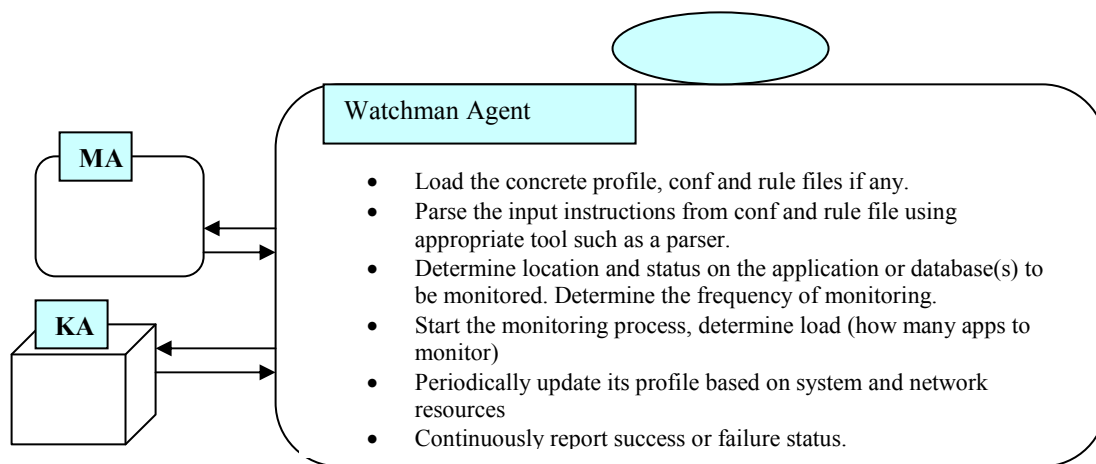 Watchman Agent
MA
• Load the concrete profile, conf and rule files if any.
• Parse the input instructions from conf and rule file using
appropriate tool such as a parser.
• Determine location and status on the application or database(s) to
be monitored. Determine the frequency of monitoring.
KA
• Start the monitoring process, determine load (how many apps to
monitor)
• Periodically update its profile based on system and network
resources
• Continuously report success or failure status.